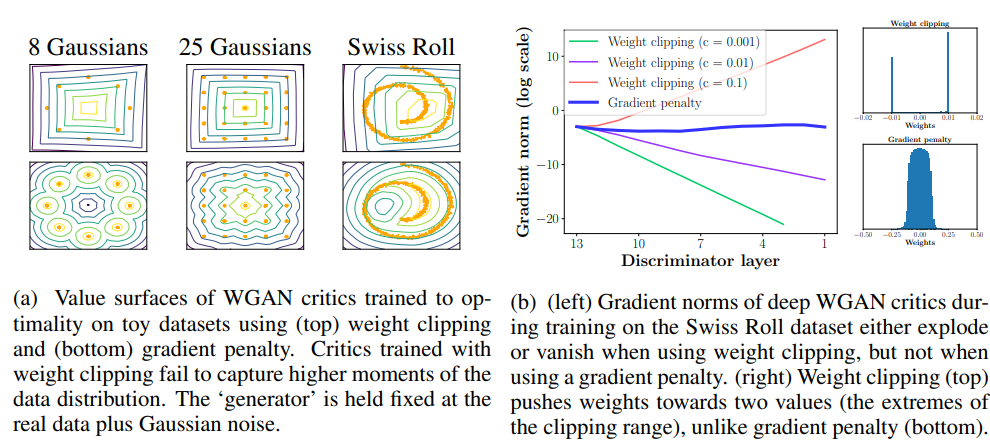 8 Gaussians 25 Gaussians Swiss Roll
(a) Value surfaces of WGAN critics trained to op-
timality on toy datasets using (top) weight clipping
and (bottom) gradient penalty. Critics trained with
weight clipping fail to capture higher moments of the
data distribution. The ‘generator’ is held fixed at the
real data plus Gaussian noise.
Gradient norm (log scale)
10
0
−10
−20
Weight clipping (c = 0.001)
Weight clipping (c = 0.01)
Weight clipping (c = 0.1)
Gradient penalty
13 10 7 4 1
Discriminator layer
Weight clipping
−0.02 −0.01 0.00 0.01 0.02
Weights
Gradient penalty
−0.50 −0.25 0.00 0.25 0.50
Weights
(b) (left) Gradient norms of deep WGAN critics dur-
ing training on the Swiss Roll dataset either explode
or vanish when using weight clipping, but not when
using a gradient penalty. (right) Weight clipping (top)
pushes weights towards two values (the extremes of
the clipping range), unlike gradient penalty (bottom).